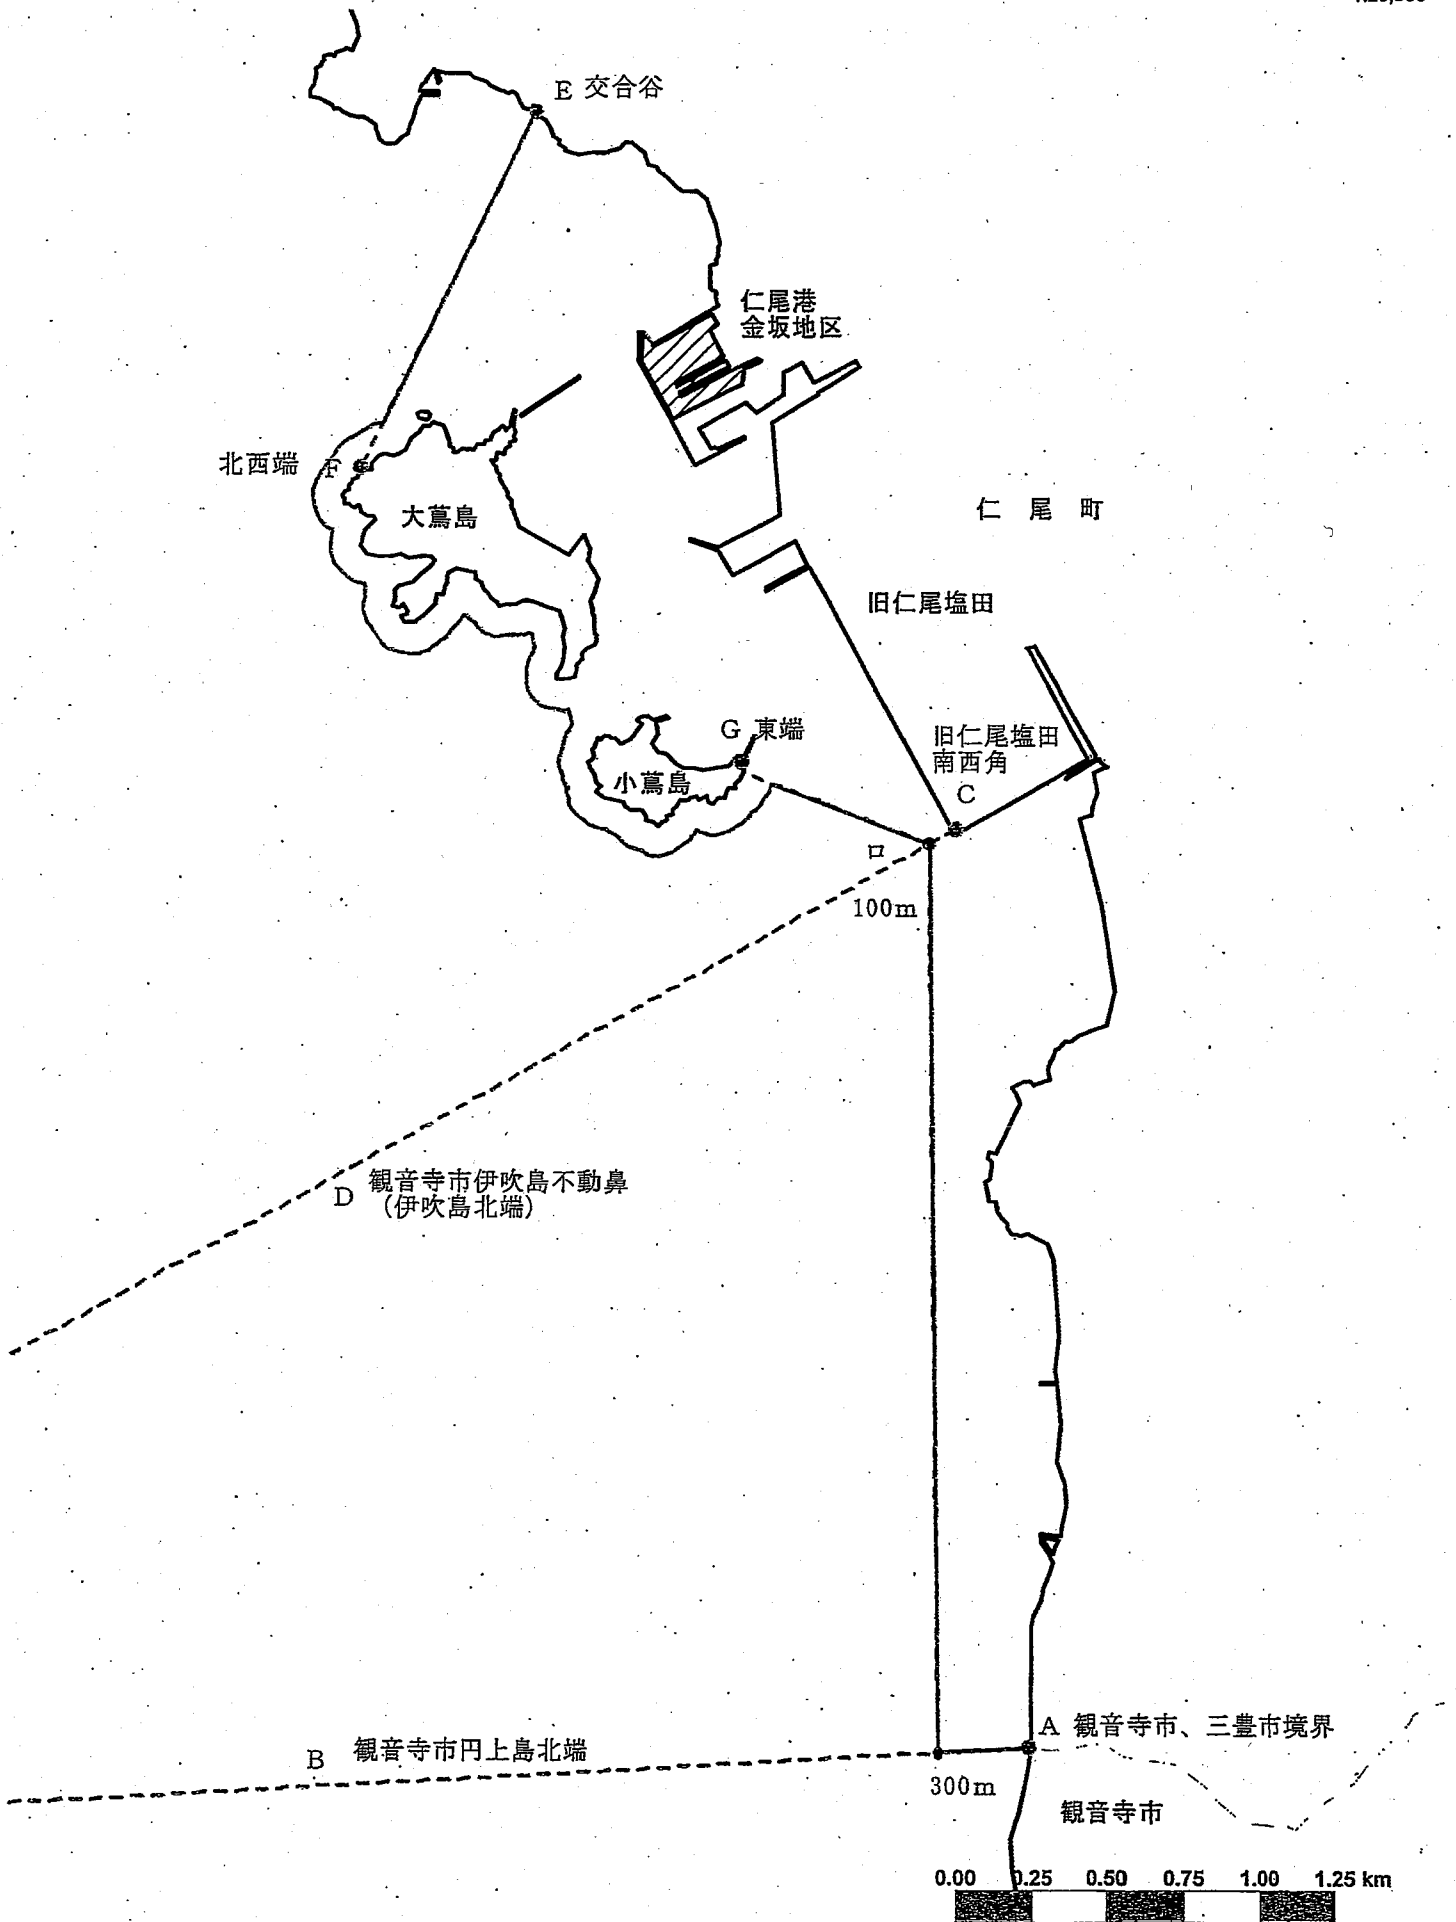 E 交合谷
仁尾港
金坂地区
北西端 F
大蔦島
仁尾町
旧仁尾塩田
G 東端
旧仁尾塩田
南西角
小蔦島
C
ロ
100m
D 観音寺市伊吹島不動鼻
(伊吹島北端)
A 観音寺市、三豊市境界
B 観音寺市円上島北端
300m
観音寺市
0.00 0.25 0.50 0.75 1.00 1.25 km